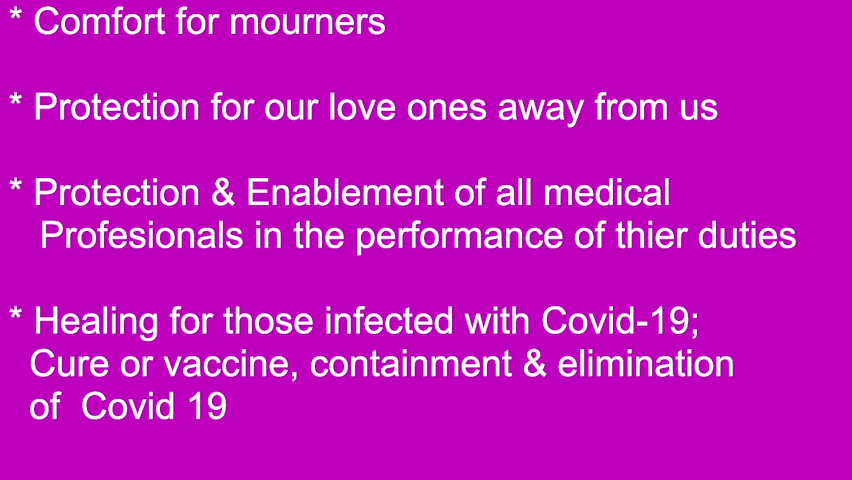 * Comfort for mourners
* Protection for our love ones away from us
* Protection & Enablement of all medical
Profesionals in the performance of thier duties
* Healing for those infected with Covid-19;
Cure or vaccine, containment & elimination
of Covid 19